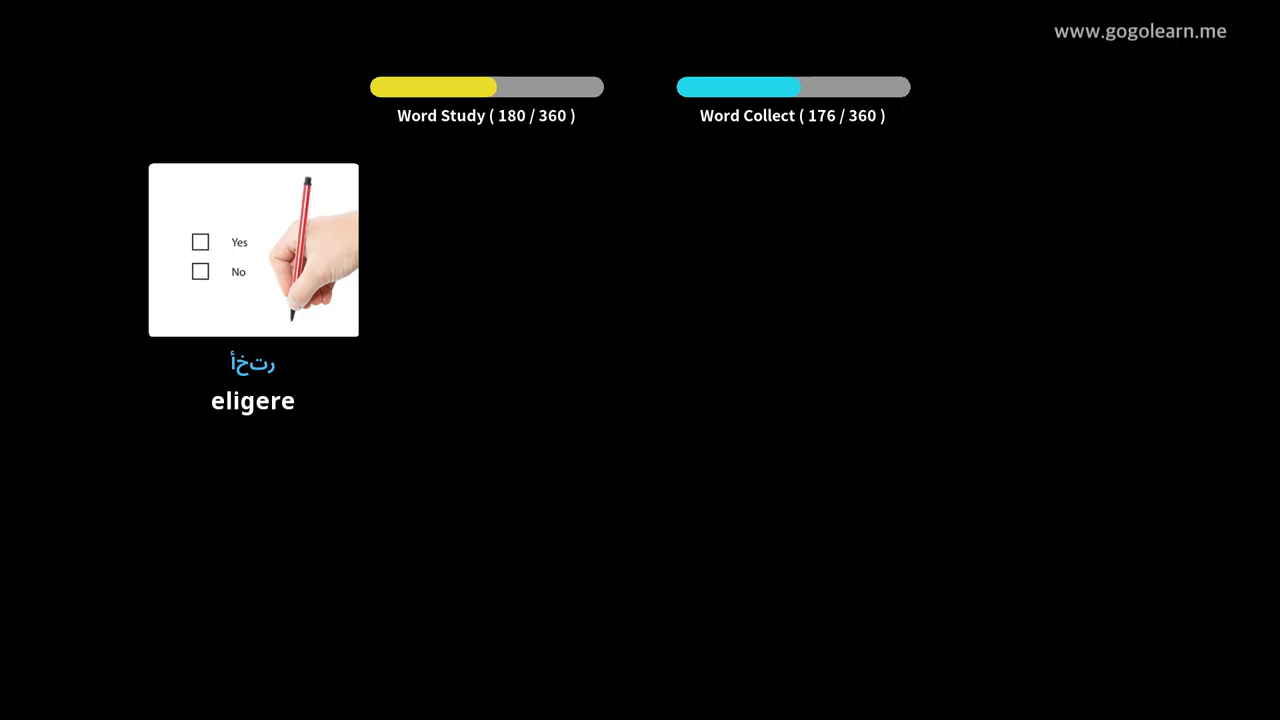 www.gogolearn.me
Word Study ( 180 / 360 )
Word Collect ( 176 / 360 )
Yes
No
رتخأ
eligere